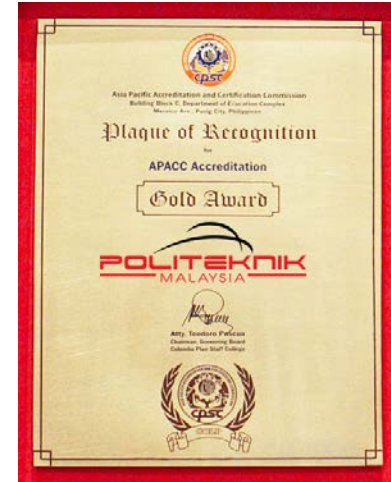 CPSC
Asia Pacific Accreditation and Certification Commission
Building Block C, Department of Education Complex
Meralco Ave., Pasig City, Philippines
Plaque of Recognition
for
APACC Accreditation
Gold Award
POLITEKNIK
MALAYSIA
Atty. Teodoro Pascua
Chairman, Governing Board
Colombo Plan Staff College
CPSC
GOLD